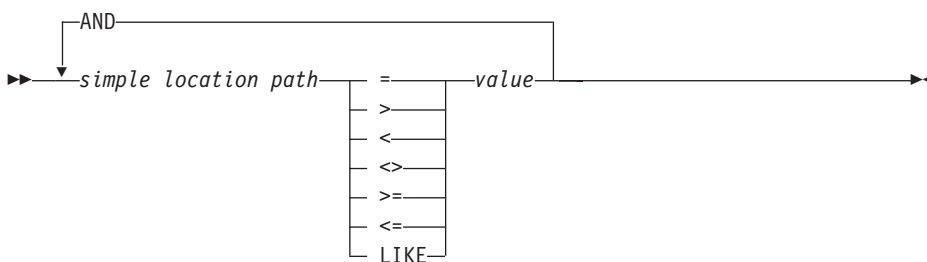 AND
simple location path = value
>
<
<>
>=
<=
LIKE